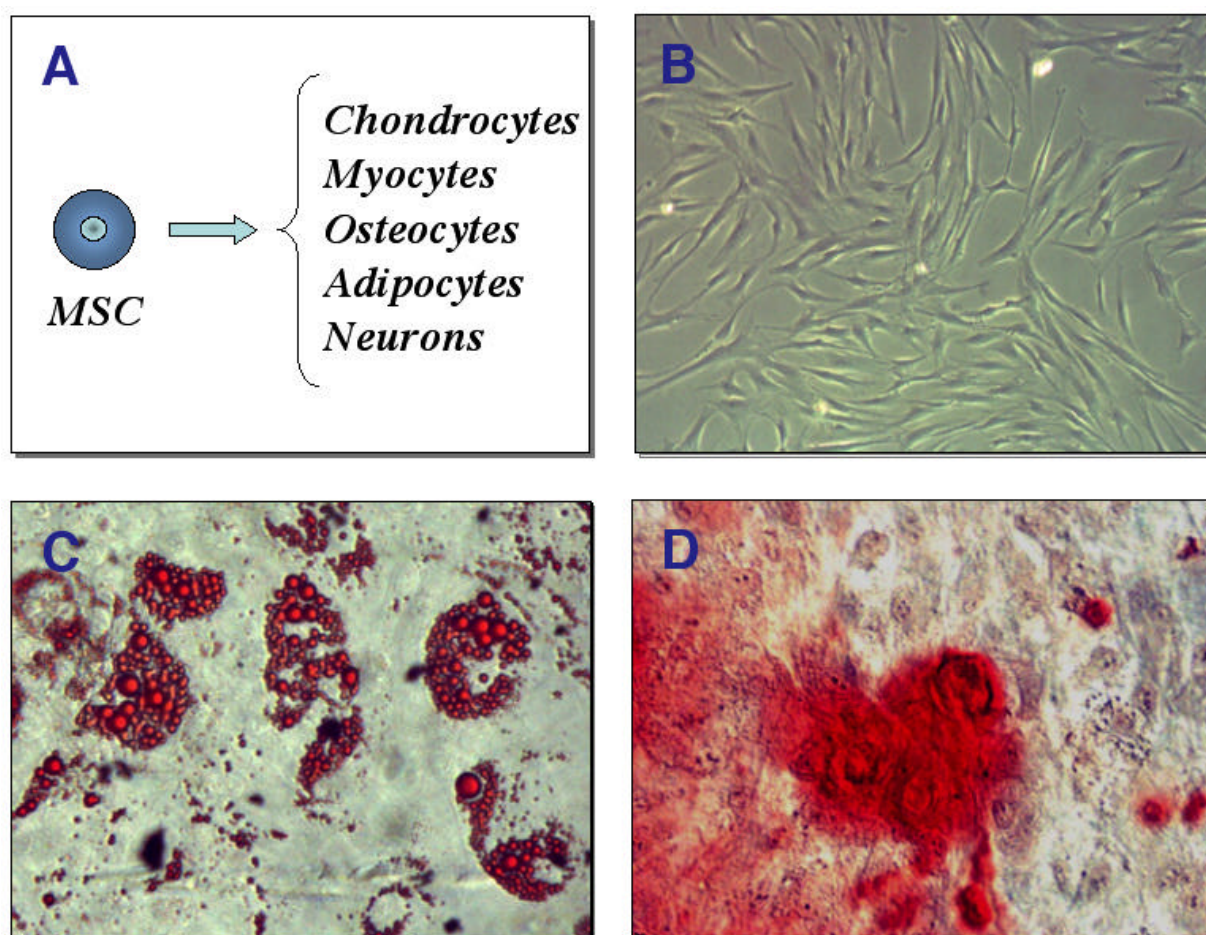 A
MSC
Chondrocytes
Myocytes
Osteocytes
Adipocytes
Neurons
B
C
D